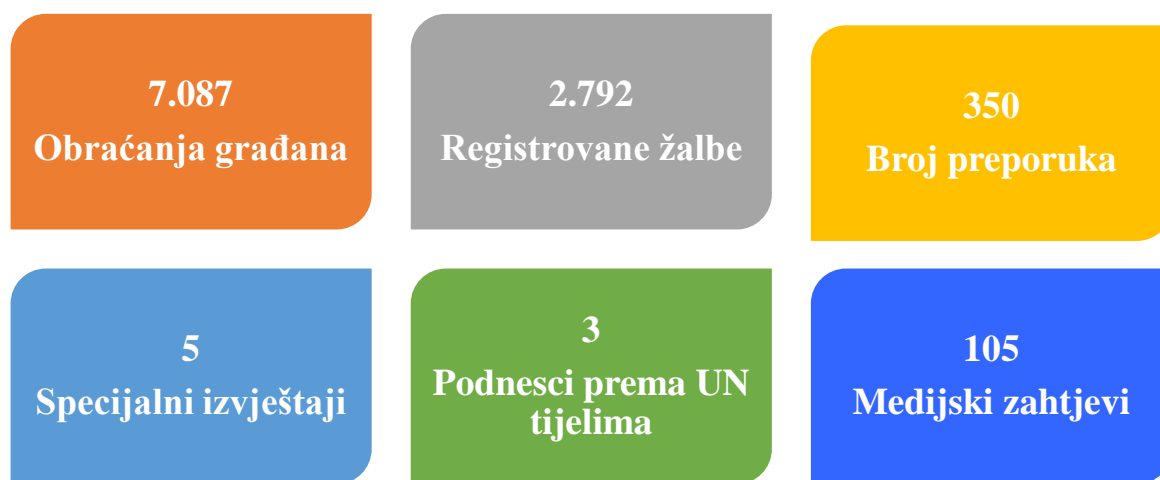 7.087
Obraćanja građana
2.792
Registrovane žalbe
350
Broj preporuka
5
Specijalni izvještaji
3
Podnesci prema UN
tijelima
105
Medijski zahtjevi